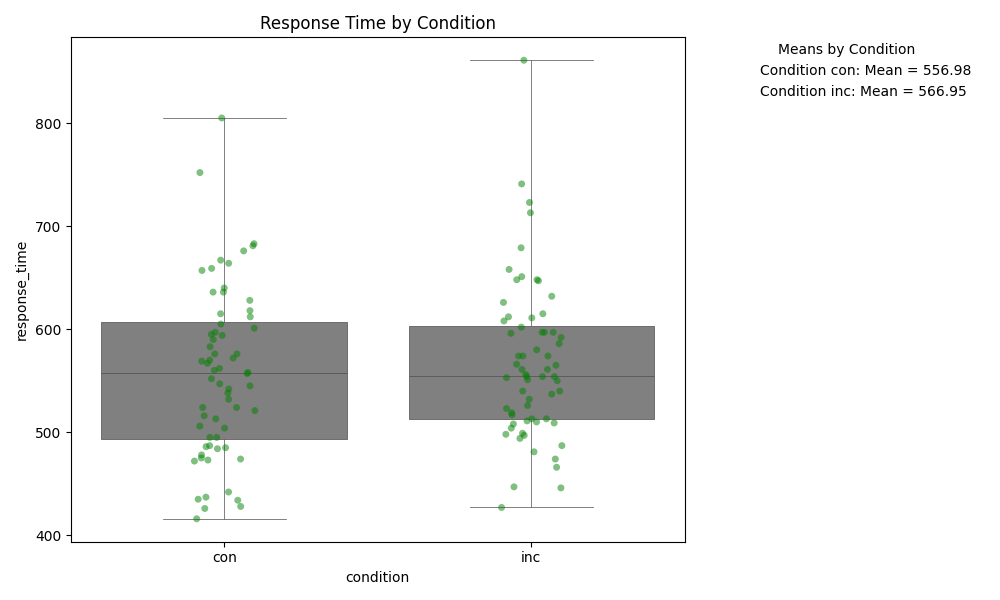 Response Time by Condition
Means by Condition
Condition con: Mean = 556.98
Condition inc: Mean = 566.95
response_time
800
700
600
500
400
con
inc
condition